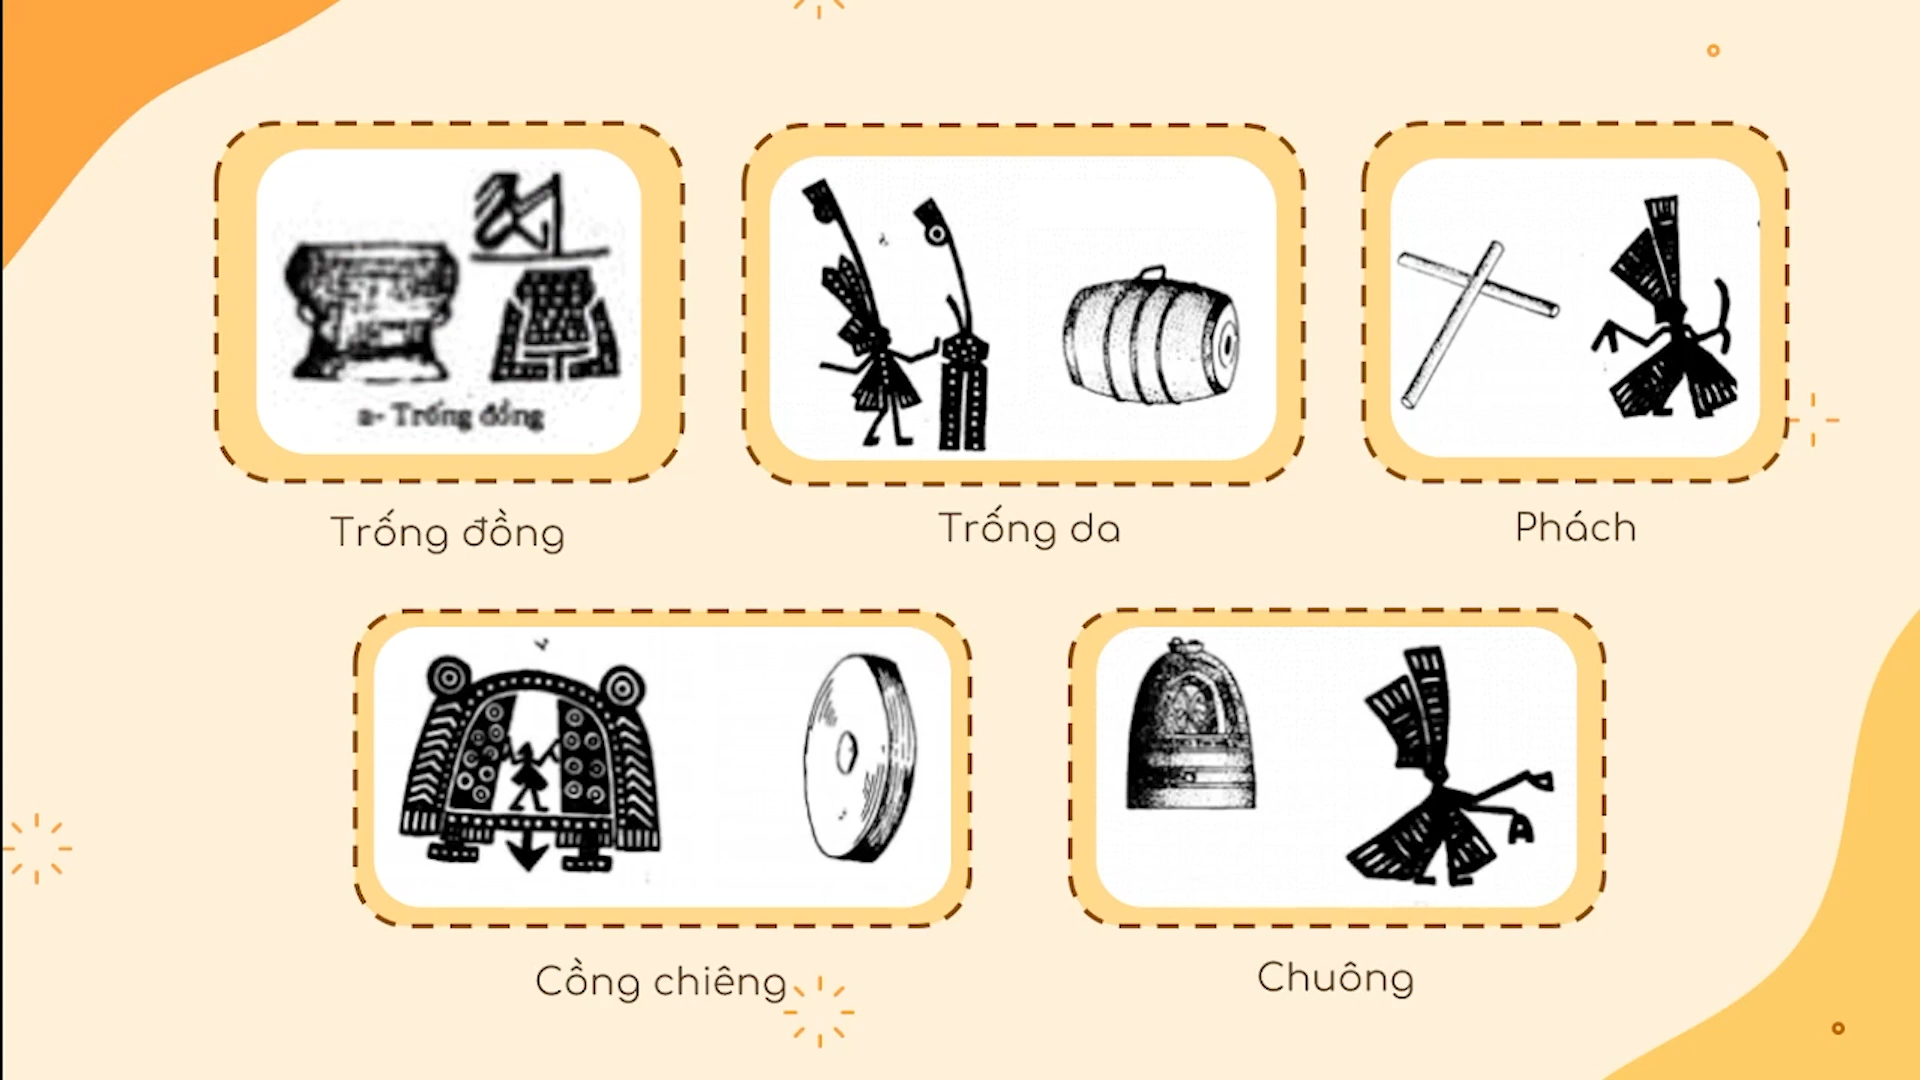 a- Trống đồng
Trống đồng
Trống da
Phách
Cồng chiêng
Chuông